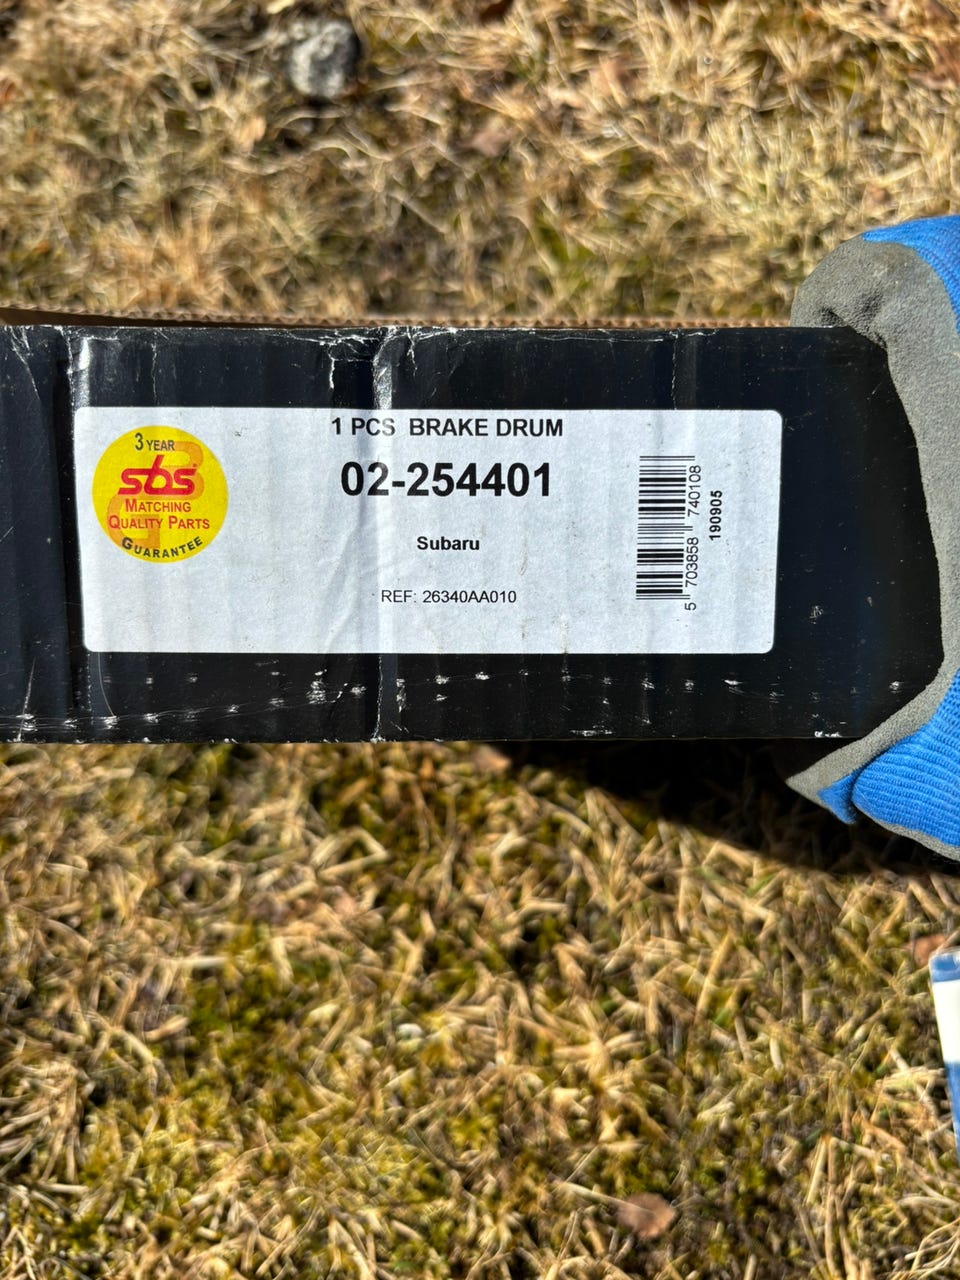 1 PCS BRAKE DRUM
02-254401
Subaru
REF: 26340AA010
3 YEAR
sbs
MATCHING
QUALITY PARTS
GUARANTEE
5 703858 740108
190905